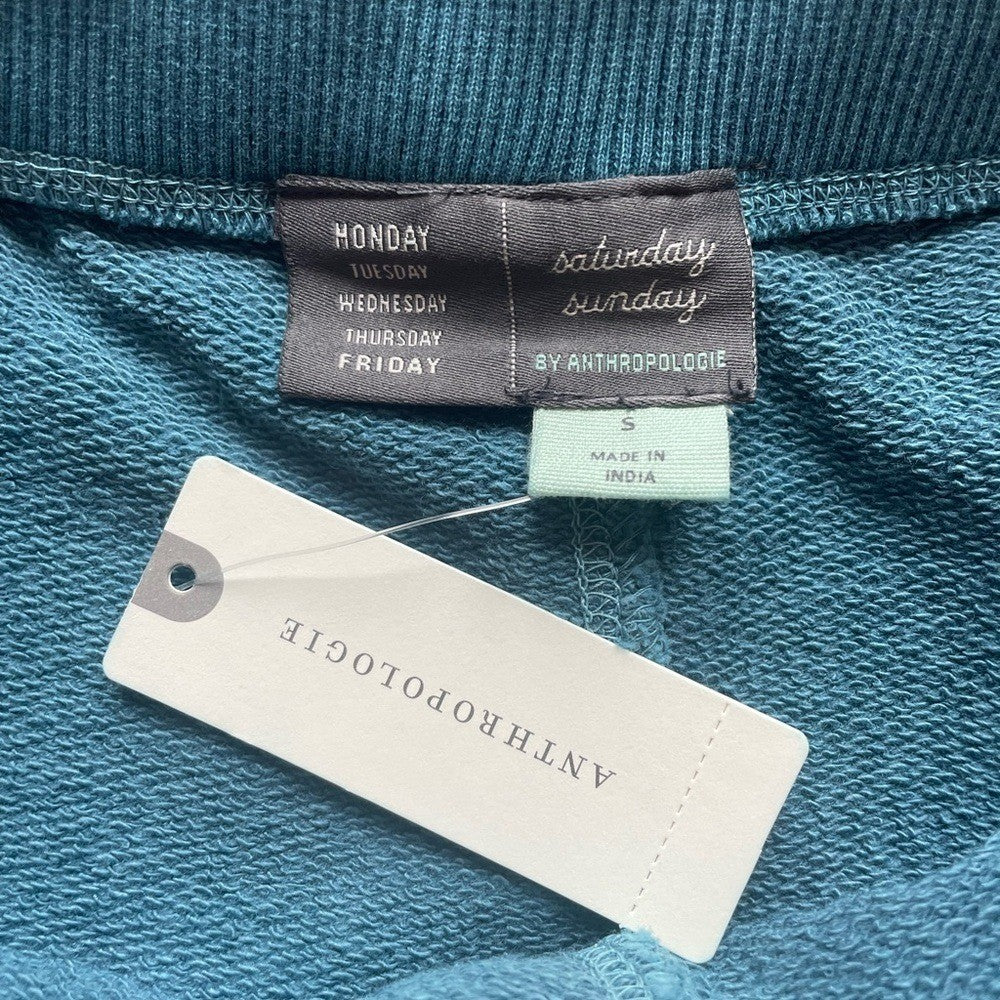 MONDAY
TUESDAY
WEDNESDAY
THURSDAY
FRIDAY
saturday
sunday
BY ANTHROPOLOGIE
S
MADE IN
INDIA
ANTHROPOLOGIE